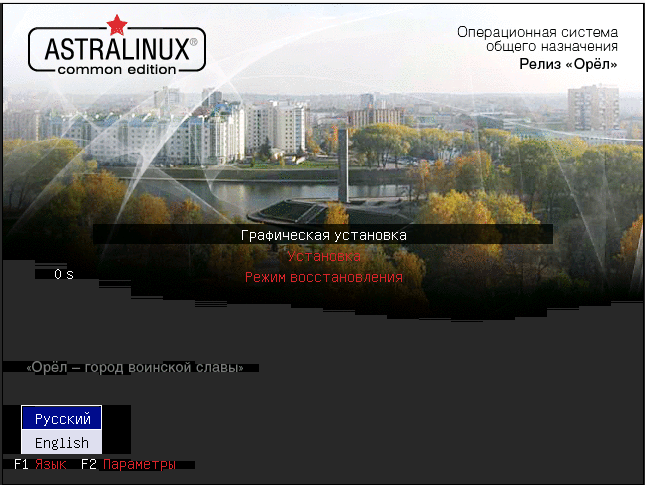 ASTRALINUX®
common edition
Операционная система
общего назначения
Релиз «Орёл»
Графическая установка
Установка
Режим восстановления
0 s
«Орёл – город воинской славы»
Русский
English
F1 Язык F2 Параметры